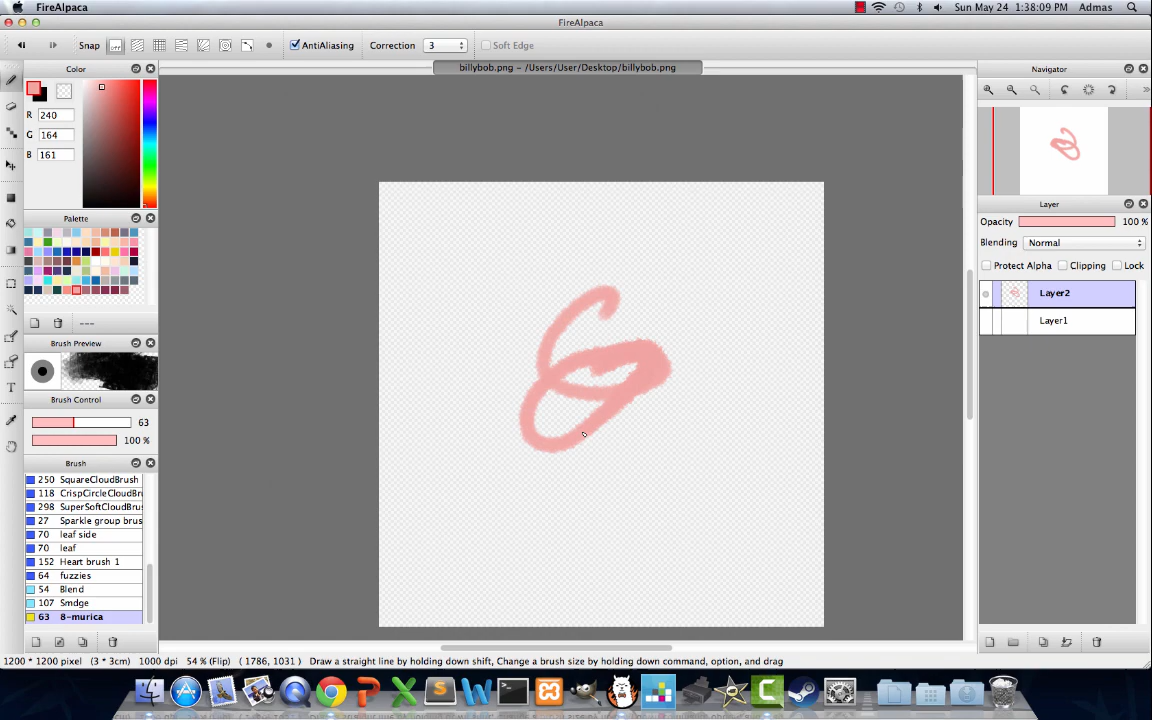 FireAlpaca
Sun May 24 1:38:09 PM Admas
FireAlpaca
Snap off AntiAliasing Correction 3 Soft Edge
billybob.png - /Users/User/Desktop/billybob.png
Color
R 240
G 164
B 161
Palette
---
Brush Preview
Brush Control
63
100 %
Brush
250 SquareCloudBrush
118 CrispCircleCloudBru
298 SuperSoftCloudBrus
27 Sparkle group brus
70 leaf side
70 leaf
152 Heart brush 1
64 fuzzies
54 Blend
107 Smdge
63 8-murica
Navigator
Layer
Opacity 100 %
Blending Normal
Protect Alpha Clipping Lock
Layer2
Layer1
1200 * 1200 pixel (3 * 3cm) 1000 dpi 54 % (Flip) ( 1786, 1031 ) Draw a straight line by holding down shift, Change a brush size by holding down command, option, and drag